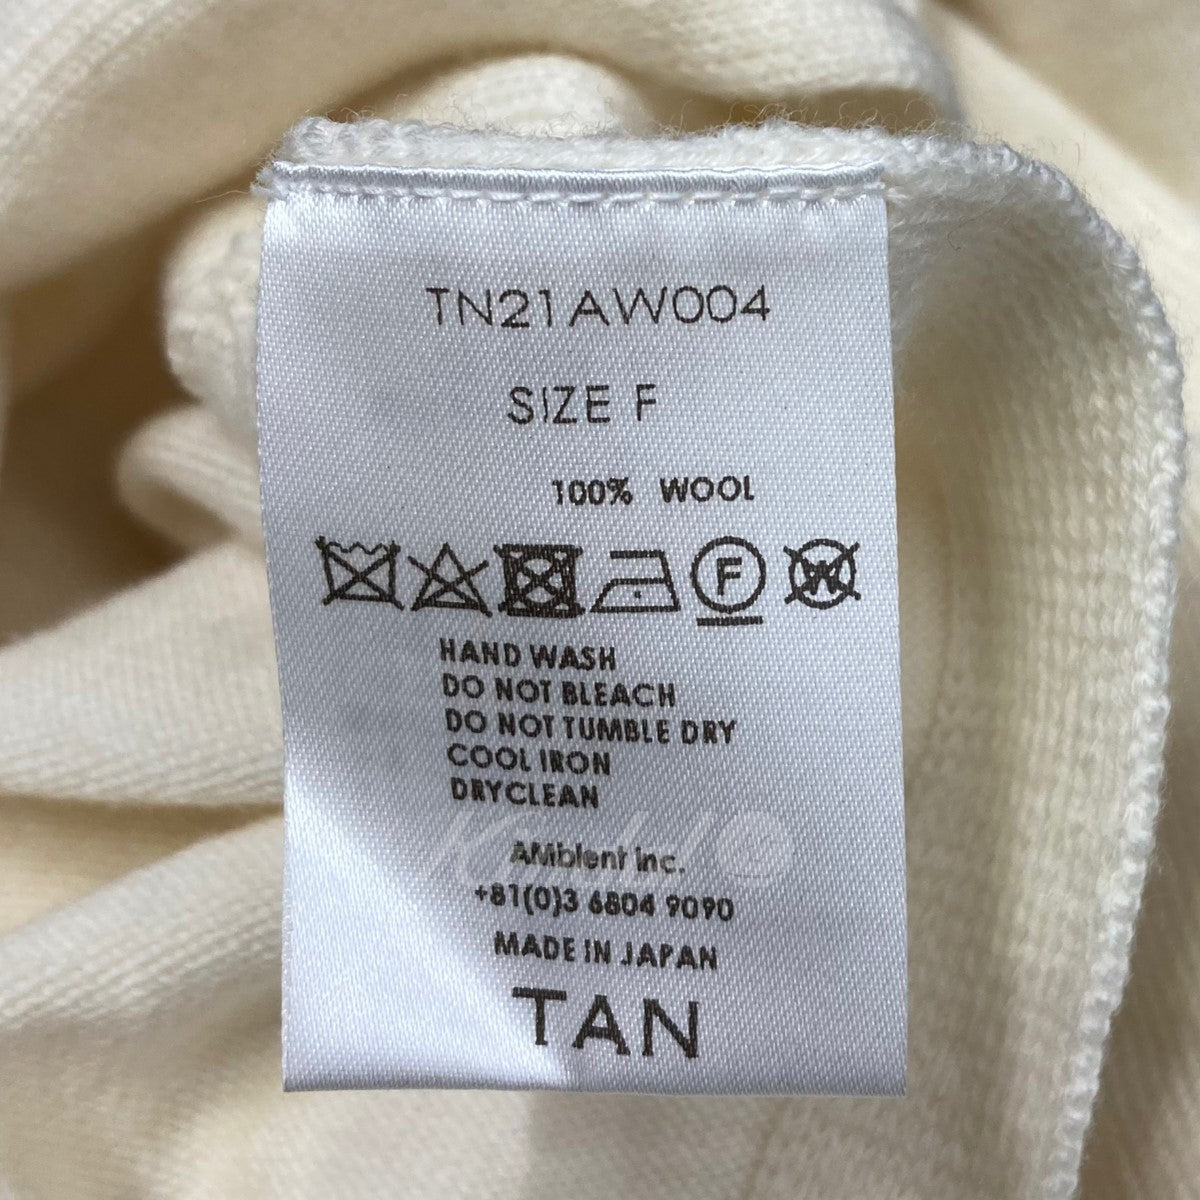 TN21AW004
SIZE F
100% WOOL
F W
HAND WASH
DO NOT BLEACH
DO NOT TUMBLE DRY
COOL IRON
DRYCLEAN
AMbient inc.
+81(0)3 6804 9090
MADE IN JAPAN
TAN